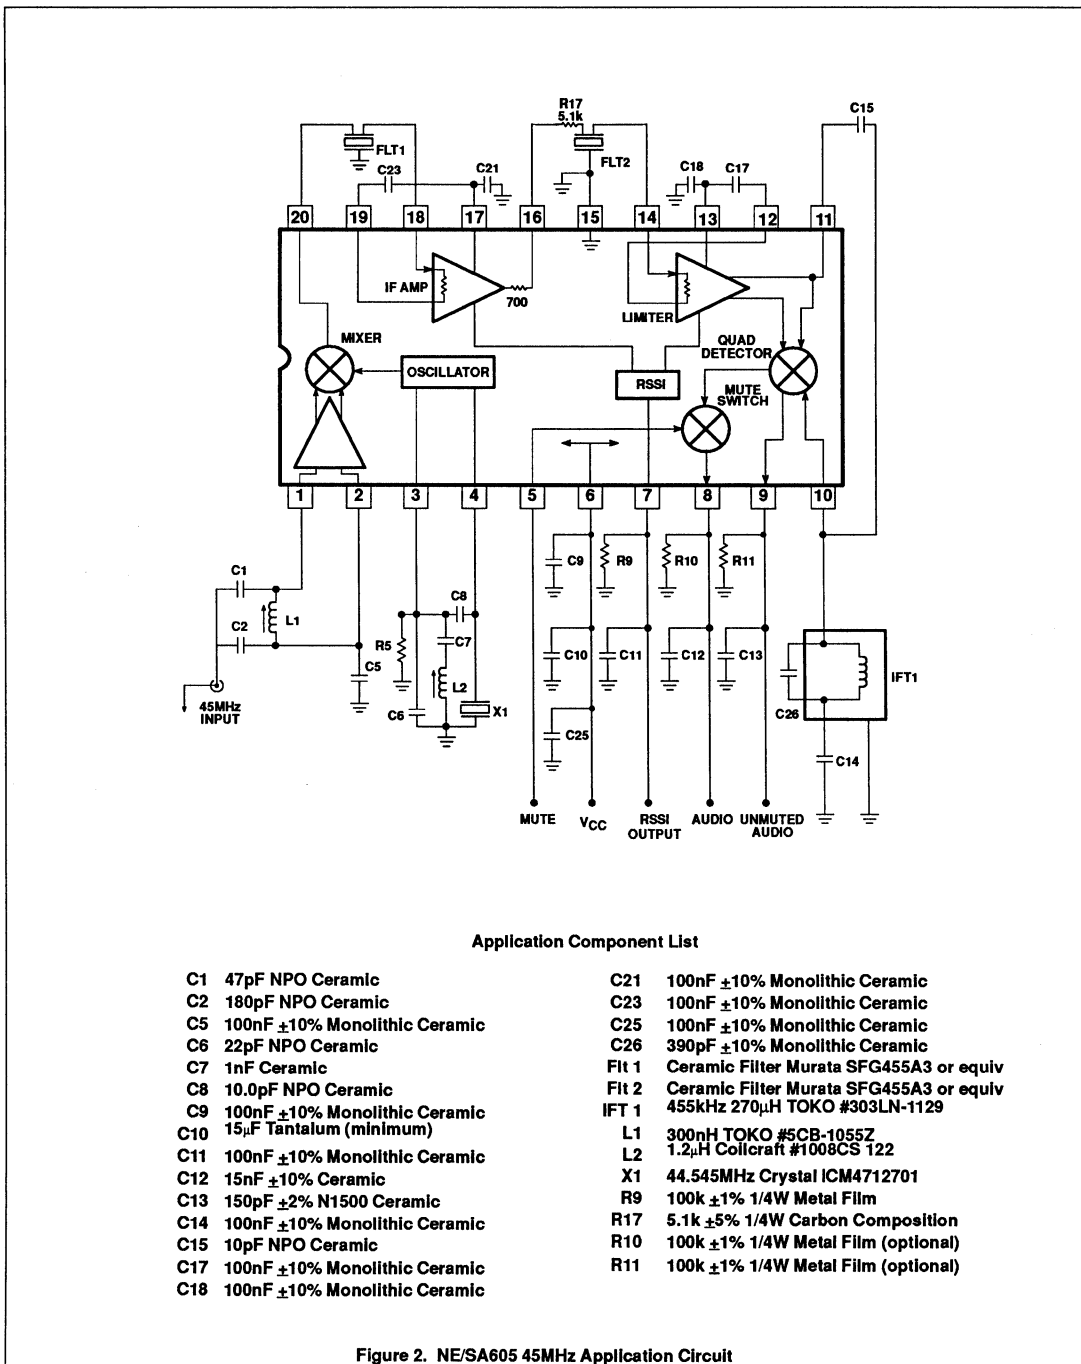 R17
5.1k
C15
FLT1
FLT2
C23
C21
C18
C17
20
19
18
17
16
15
14
13
12
11
IF AMP
700
LIMITER
MIXER
OSCILLATOR
RSSI
QUAD
DETECTOR
MUTE
SWITCH
1
2
3
4
5
6
7
8
9
10
C1
C2
L1
C5
R5
C8
C7
L2
C6
X1
C9
R9
R10
R11
C10
C11
C12
C13
C25
C26
IFT1
C14
45MHz
INPUT
MUTE
VCC
RSSI
OUTPUT
AUDIO
UNMUTED
AUDIO
Application Component List
C1 47pF NPO Ceramic
C2 180pF NPO Ceramic
C5 100nF ±10% Monolithic Ceramic
C6 22pF NPO Ceramic
C7 1nF Ceramic
C8 10.0pF NPO Ceramic
C9 100nF ±10% Monolithic Ceramic
C10 15µF Tantalum (minimum)
C11 100nF ±10% Monolithic Ceramic
C12 15nF ±10% Ceramic
C13 150pF ±2% N1500 Ceramic
C14 100nF ±10% Monolithic Ceramic
C15 10pF NPO Ceramic
C17 100nF ±10% Monolithic Ceramic
C18 100nF ±10% Monolithic Ceramic
C21 100nF ±10% Monolithic Ceramic
C23 100nF ±10% Monolithic Ceramic
C25 100nF ±10% Monolithic Ceramic
C26 390pF ±10% Monolithic Ceramic
Flt 1 Ceramic Filter Murata SFG455A3 or equiv
Flt 2 Ceramic Filter Murata SFG455A3 or equiv
IFT 1 455kHz 270µH TOKO #303LN-1129
L1 300nH TOKO #5CB-1055Z
L2 1.2µH Coilcraft #1008CS 122
X1 44.545MHz Crystal ICM4712701
R9 100k ±1% 1/4W Metal Film
R17 5.1k ±5% 1/4W Carbon Composition
R10 100k ±1% 1/4W Metal Film (optional)
R11 100k ±1% 1/4W Metal Film (optional)
Figure 2. NE/SA605 45MHz Application Circuit